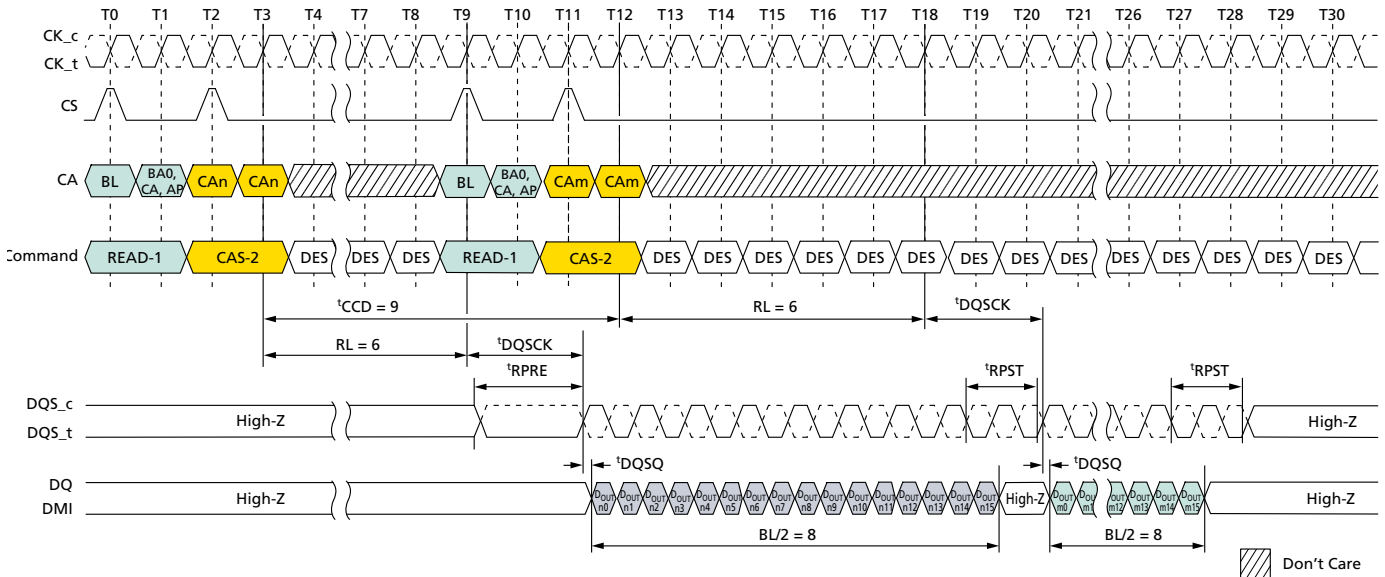 T0 T1 T2 T3 T4 T7 T8 T9 T10 T11 T12 T13 T14 T15 T16 T17 T18 T19 T20 T21 T26 T27 T28 T29 T30
CK_c
CK_t
CS
CA BL BA0, CA, AP CAn CAn BL BA0, CA, AP CAm CAm
Command READ-1 CAS-2 DES DES DES READ-1 CAS-2 DES DES DES DES DES DES DES DES DES DES DES DES DES DES
tCCD = 9 RL = 6 tDQSCK
RL = 6 tDQSCK
tRPRE tRPST tRPST
DQS_c
DQS_t
High-Z High-Z
tDQSQ tDQSQ
DQ
DMI
High-Z DOUT n0 DOUT n1 DOUT n2 DOUT n3 DOUT n4 DOUT n5 DOUT n6 DOUT n7 DOUT n8 DOUT n9 DOUT n10 DOUT n11 DOUT n12 DOUT n13 DOUT n14 DOUT n15 High-Z DOUT m0 DOUT m1 DOUT m12 DOUT m13 DOUT m14 DOUT m15 High-Z
BL/2 = 8 BL/2 = 8
Don't Care